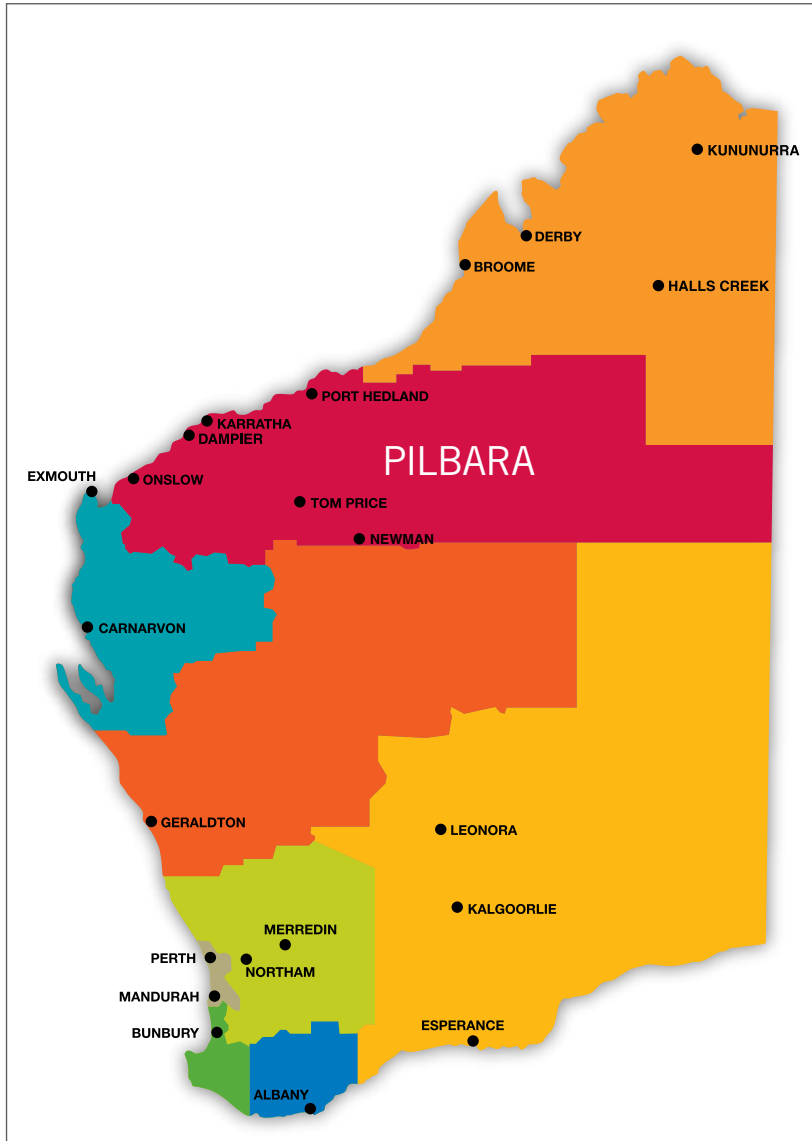 KUNUNURRA
DERBY
BROOME
HALLS CREEK
PORT HEDLAND
KARRATHA
DAMPIER
PILBARA
EXMOUTH
ONSLOW
TOM PRICE
NEWMAN
CARNARVON
GERALDTON
LEONORA
KALGOORLIE
MERREDIN
PERTH
NORTHAM
MANDURAH
ESPERANCE
BUNBURY
ALBANY